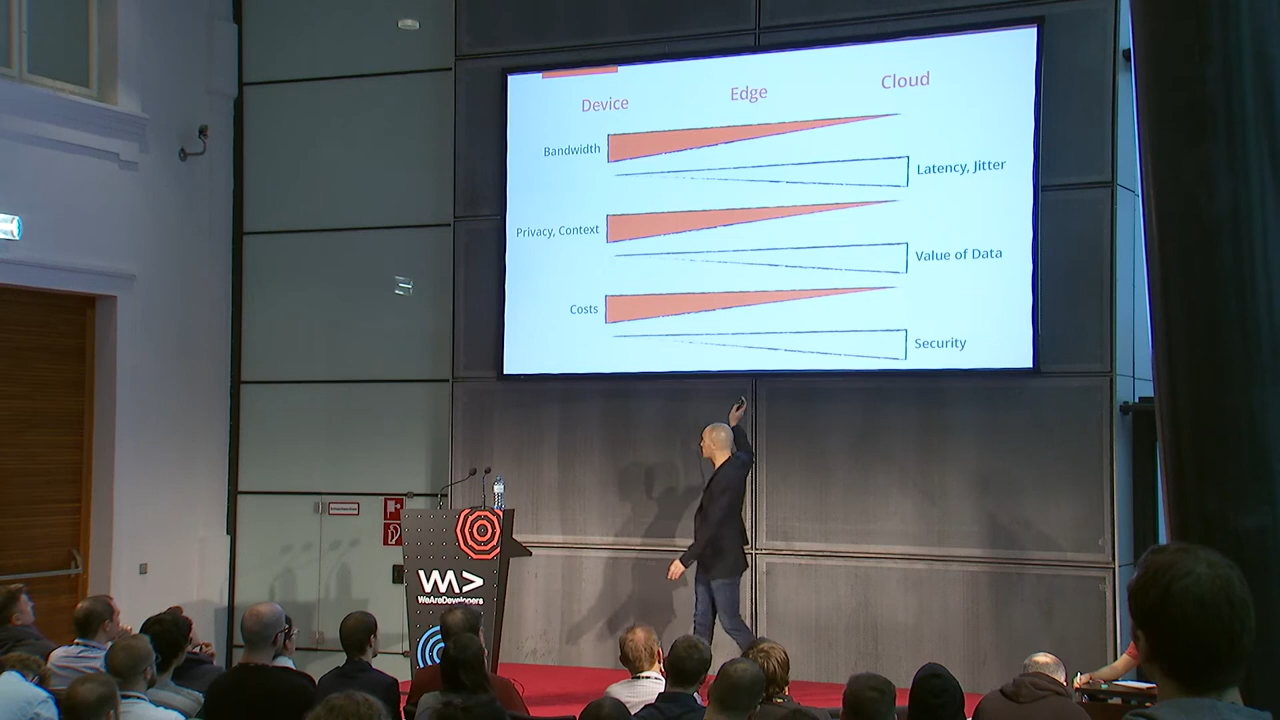 Device
Edge
Cloud
Bandwidth
Latency, Jitter
Privacy, Context
Value of Data
Costs
Security
WeAreDevelopers